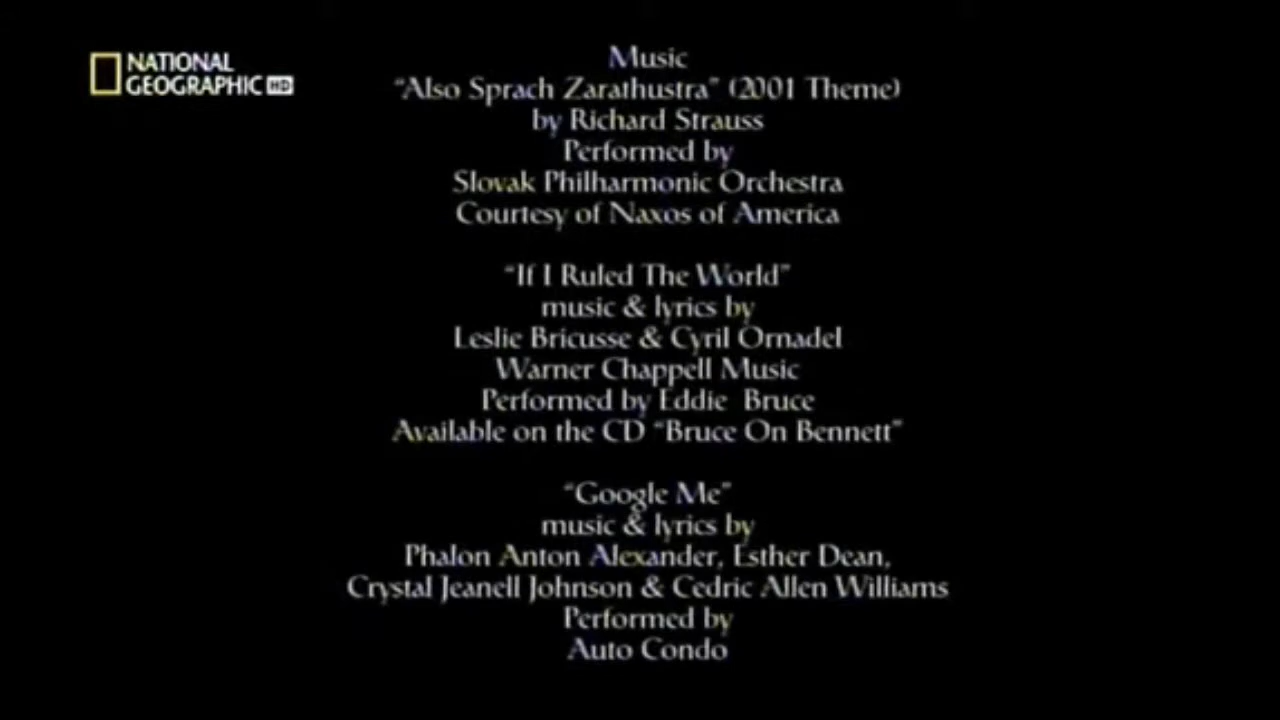 NATIONAL
GEOGRAPHIC HD
Music
“Also Sprach Zarathustra” (2001 Theme)
by Richard Strauss
Performed by
Slovak Philharmonic Orchestra
Courtesy of Naxos of America
“If I Ruled The World”
music & lyrics by
Leslie Bricusse & Cyril Ornadel
Warner Chappell Music
Performed by Eddie Bruce
Available on the CD “Bruce On Bennett”
“Google Me”
music & lyrics by
Phalon Anton Alexander, Esther Dean,
Crystal Jeanell Johnson & Cedric Allen Williams
Performed by
Auto Condo